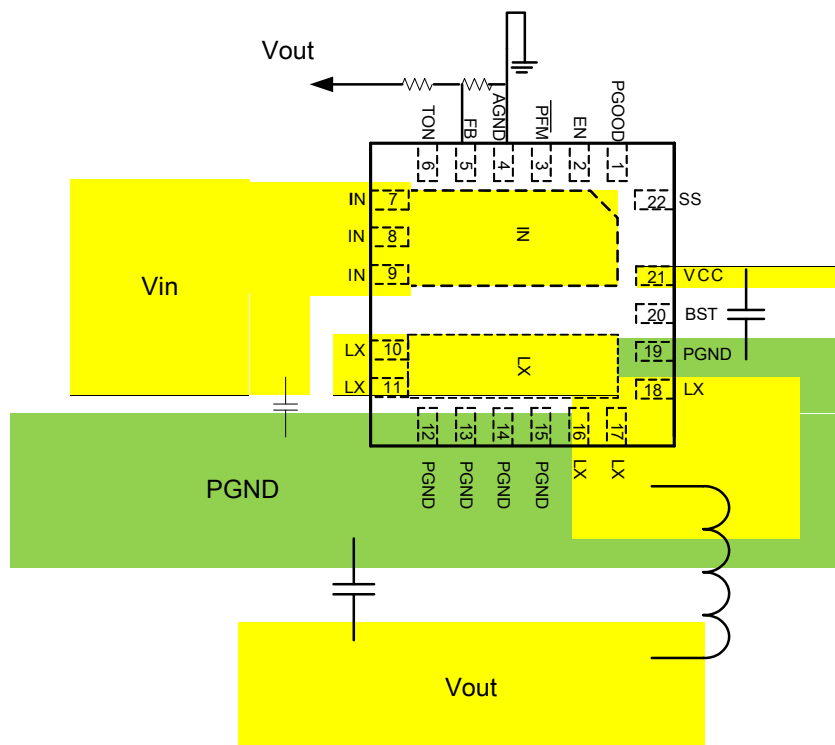 Vout
TON
FB
AGND
PFM
EN
PGOOD
6
5
4
3
2
1
IN 7
22 SS
IN 8
IN
IN 9
21 VCC
Vin
20 BST
LX 10
19 PGND
LX
LX 11
18 LX
12
13
14
15
16
17
PGND
PGND
PGND
PGND
LX
LX
PGND
Vout